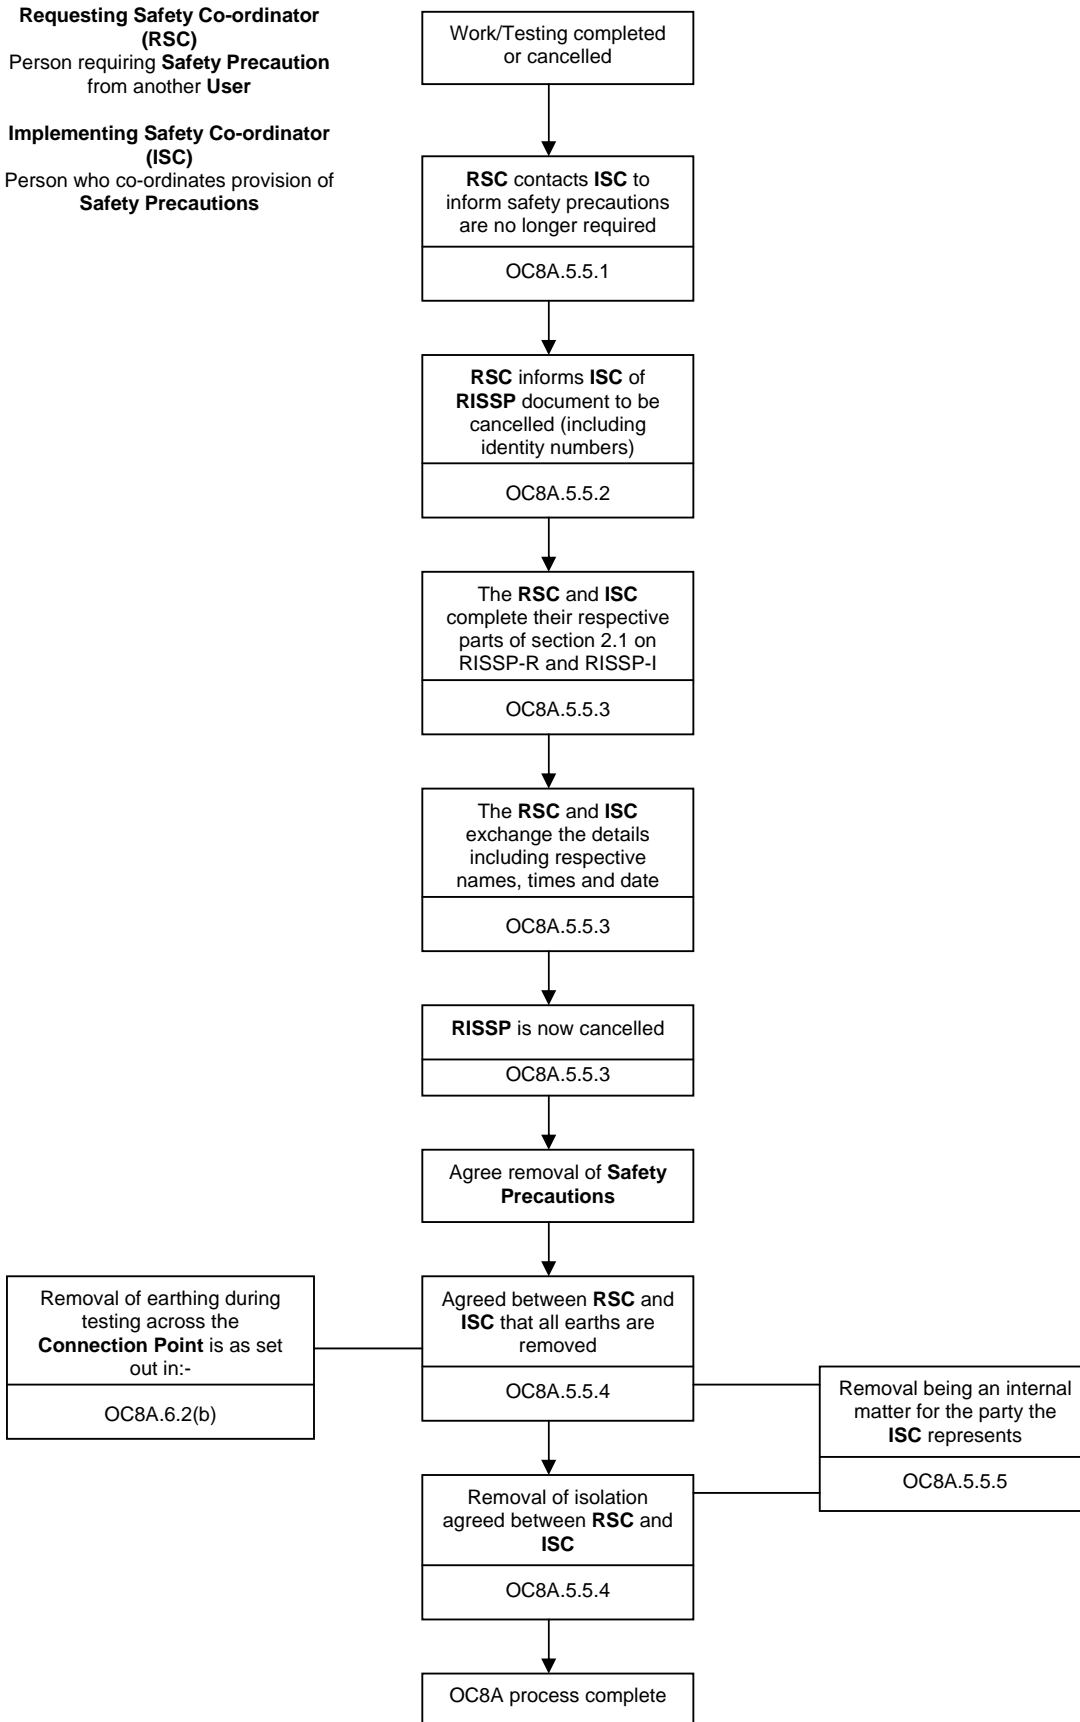 Requesting Safety Co-ordinator
(RSC)
Person requiring Safety Precaution
from another User
Implementing Safety Co-ordinator
(ISC)
Person who co-ordinates provision of
Safety Precautions
Work/Testing completed
or cancelled
RSC contacts ISC to
inform safety precautions
are no longer required
OC8A.5.5.1
RSC informs ISC of
RISSP document to be
cancelled (including
identity numbers)
OC8A.5.5.2
The RSC and ISC
complete their respective
parts of section 2.1 on
RISSP-R and RISSP-I
OC8A.5.5.3
The RSC and ISC
exchange the details
including respective
names, times and date
OC8A.5.5.3
RISSP is now cancelled
OC8A.5.5.3
Agree removal of Safety
Precautions
Removal of earthing during
testing across the
Connection Point is as set
out in:-
OC8A.6.2(b)
Agreed between RSC and
ISC that all earths are
removed
OC8A.5.5.4
Removal being an internal
matter for the party the
ISC represents
OC8A.5.5.5
Removal of isolation
agreed between RSC and
ISC
OC8A.5.5.4
OC8A process complete